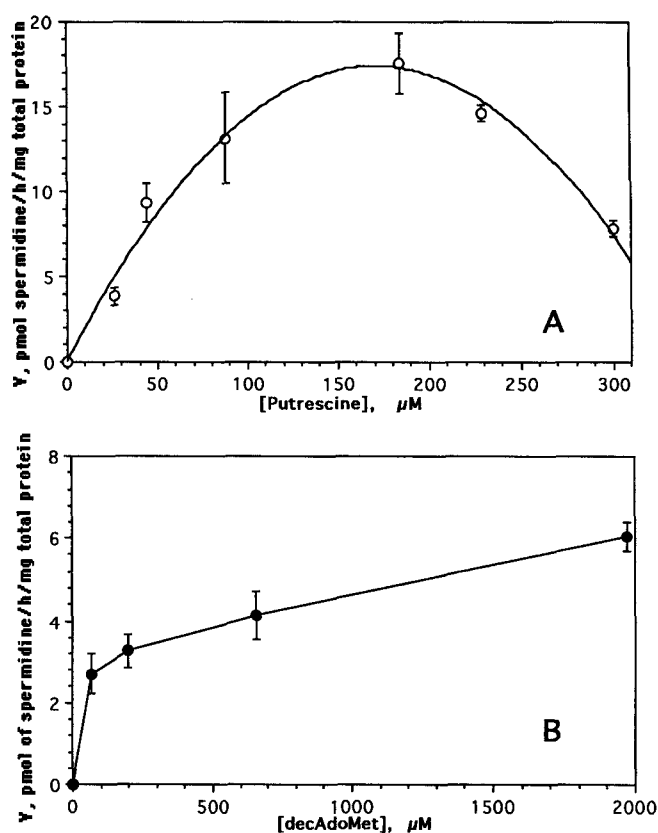 20
15
10
5
0
Y, pmol spermidine/h/mg total protein
A
0 50 100 150 200 250 300
[Putrescine], µM
8
6
4
2
0
Y, pmol of spermidine/h/mg total protein
B
0 500 1000 1500 2000
[decAdoMet], µM